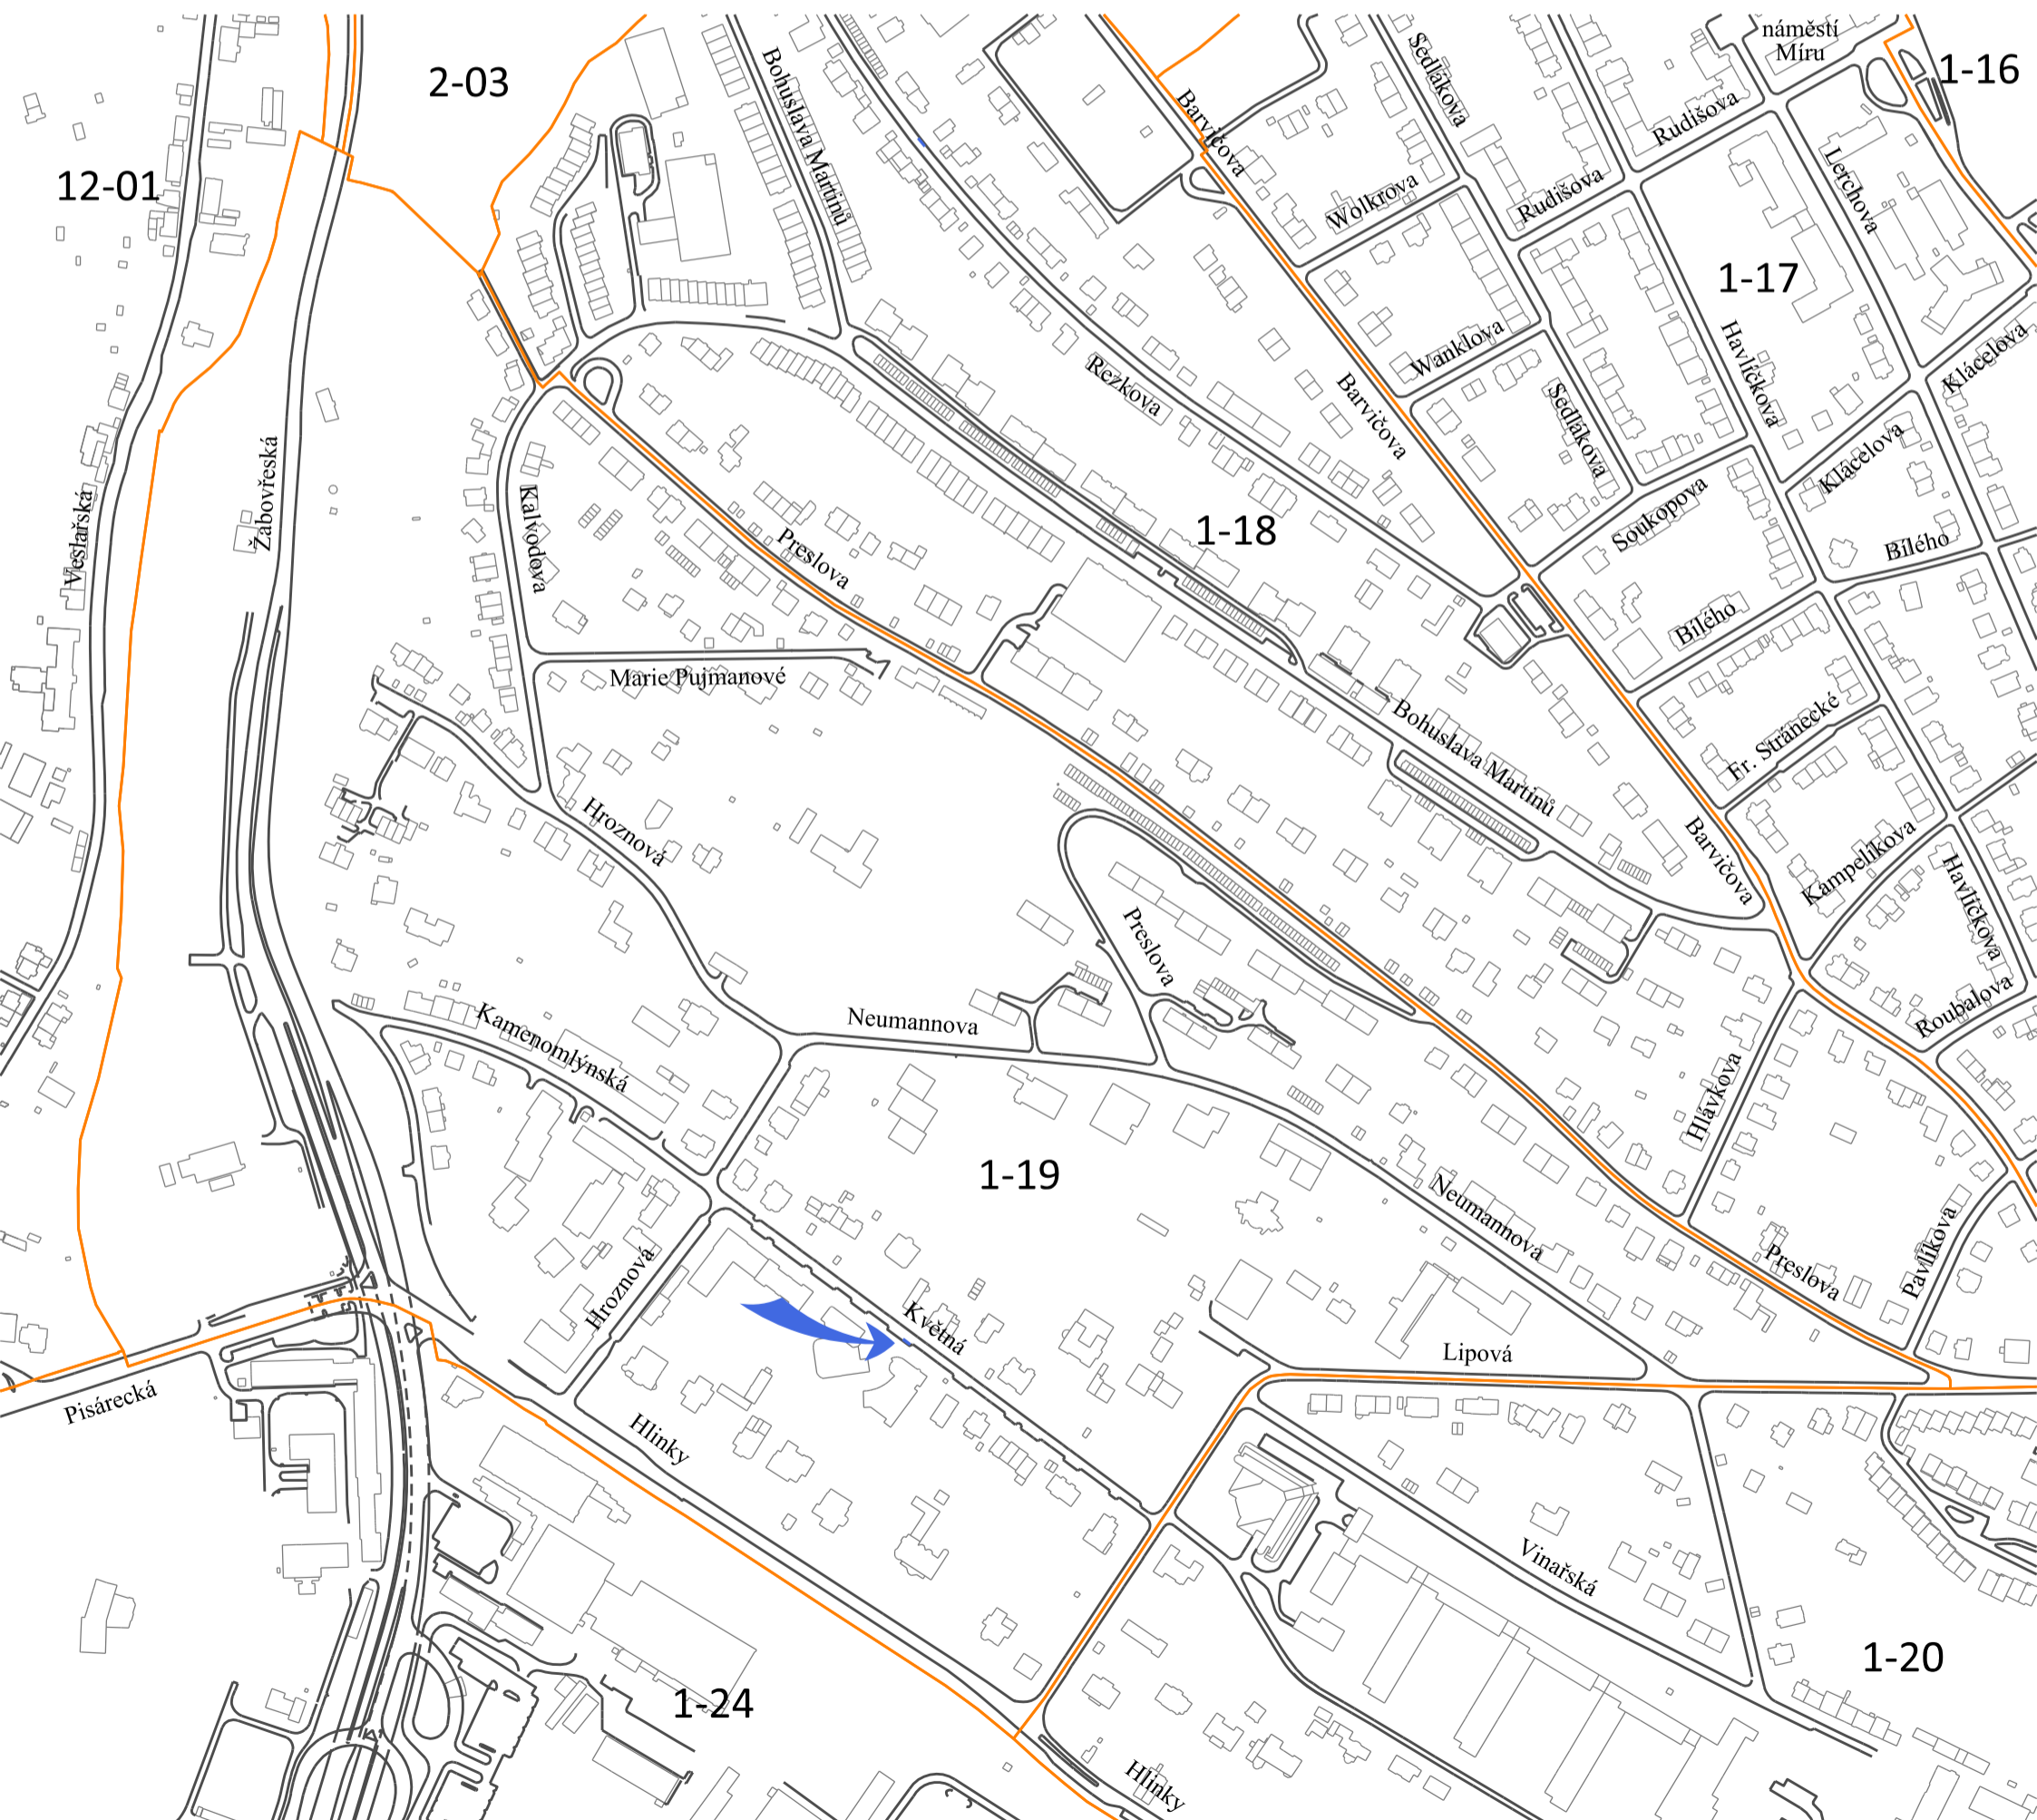 náměstí
Míru
2-03
1-16
Bohuslava Martinů
Sedlákova
Barvičova
Rudišova
Lerchova
12-01
Wolkrova
Rudišova
1-17
Wanklova
Havlíčkova
Klácelova
Rezkova
Barvičova
Sedlákova
Klácelova
Žabovřeská
Veslařská
Kalvodova
Preslova
1-18
Soukopova
Bílého
Bílého
Marie Pujmanové
Bohuslava Martinů
Fr. Stránecké
Hroznová
Barvičova
Kampelíkova
Havlíčkova
Preslova
Neumannova
Kamenomlýnská
Roubalova
Hlávkova
1-19
Neumannova
Hroznová
Květná
Preslova
Pavlíkova
Lipová
Pisárecká
Hlinky
Vinařská
1-20
1-24
Hlinky